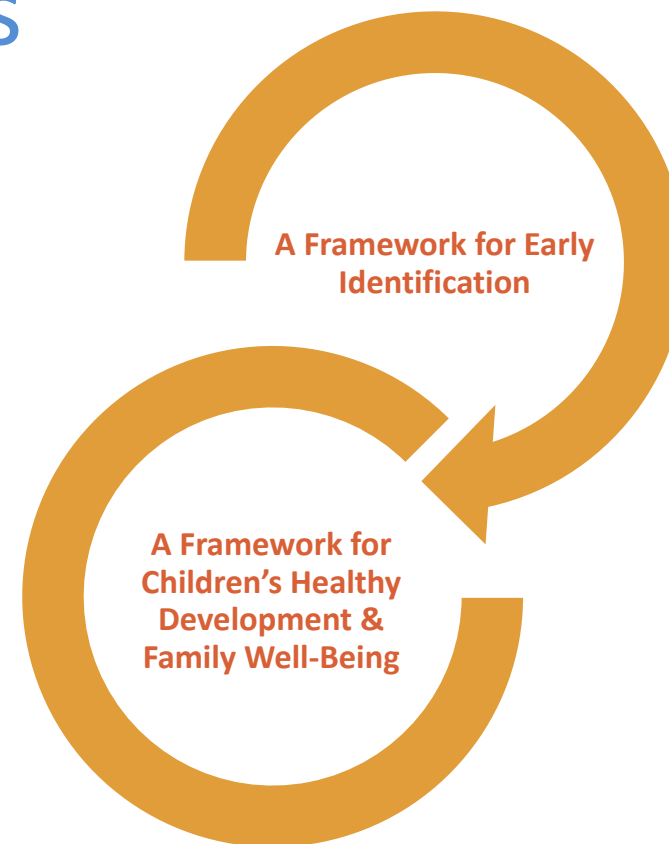 s
A Framework for Early
Identification
A Framework for
Children’s Healthy
Development &
Family Well-Being